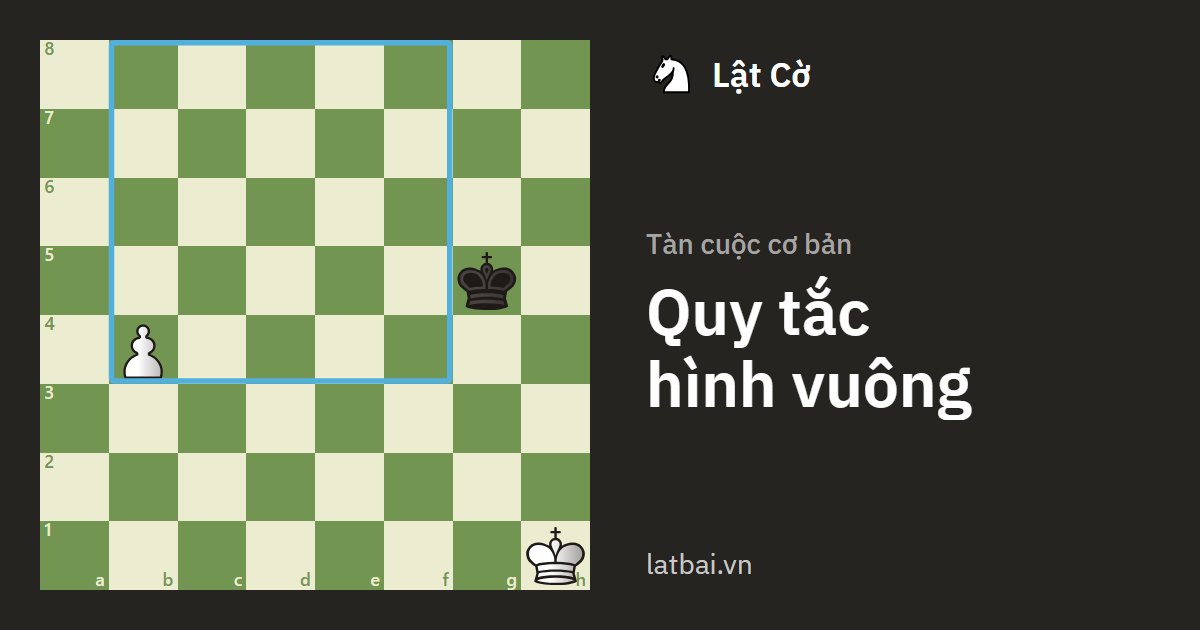 8
7
6
5
4
3
2
1
a b c d e f g h
Lật Cờ
Tàn cuộc cơ bản
Quy tắc
hình vuông
latbai.vn